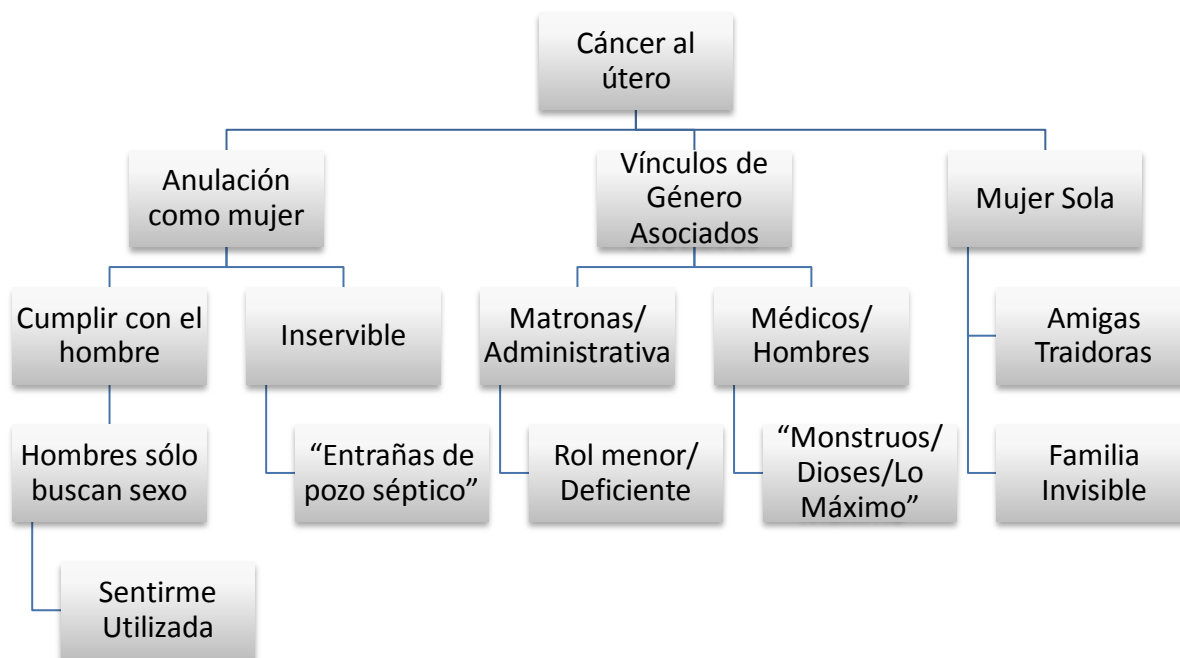 Cáncer al
útero
Anulación
como mujer
Vínculos de
Género
Asociados
Mujer Sola
Cumplir con el
hombre
Inservible
Matronas/
Administrativa
Médicos/
Hombres
Amigas
Traidoras
Hombres sólo
buscan sexo
“Entrañas de
pozo séptico”
Rol menor/
Deficiente
“Monstruos/
Dioses/Lo
Máximo”
Familia
Invisible
Sentirme
Utilizada